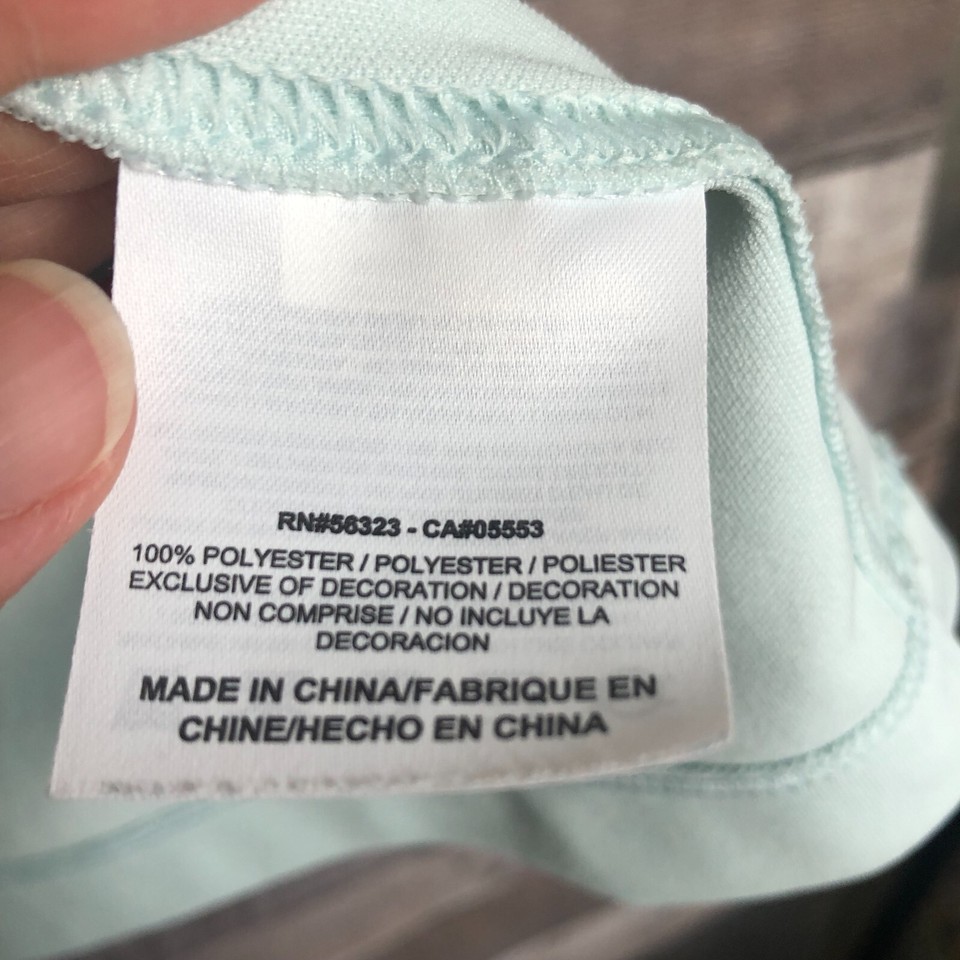 RN#56323 - CA#05553
100% POLYESTER / POLYESTER / POLIESTER
EXCLUSIVE OF DECORATION / DECORATION
NON COMPRISE / NO INCLUYE LA
DECORACION
MADE IN CHINA/FABRIQUE EN
CHINE/HECHO EN CHINA